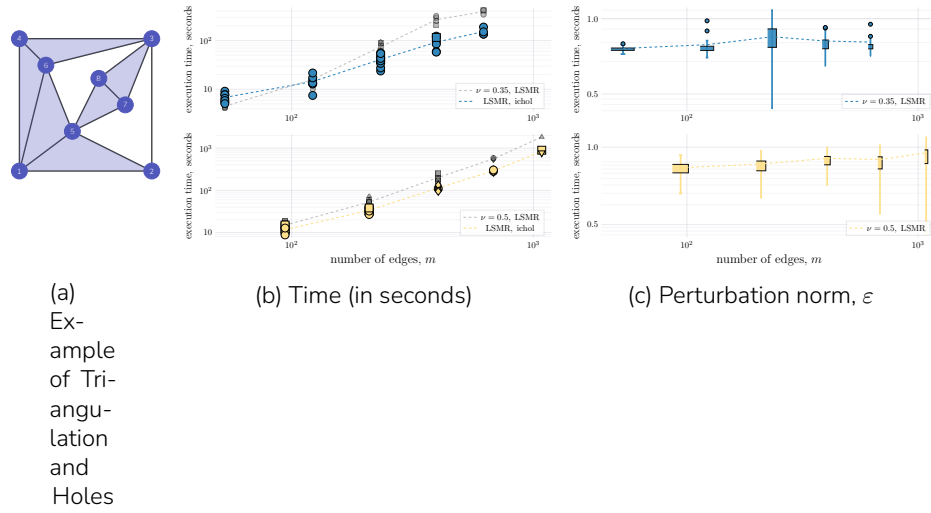 4
3
6
8
7
5
1
2
execution time, seconds
10²
10
10²
10³
ν = 0.35, LSMR
LSMR, ichol
execution time, seconds
10³
10²
10
10²
10³
ν = 0.5, LSMR
LSMR, ichol
number of edges, m
execution time, seconds
1.0
0.5
10²
10³
ν = 0.35, LSMR
execution time, seconds
1.0
0.5
10²
10³
ν = 0.5, LSMR
number of edges, m
(a)
Ex-
ample
of Tri-
angu-
lation
and
Holes
(b) Time (in seconds)
(c) Perturbation norm, ε